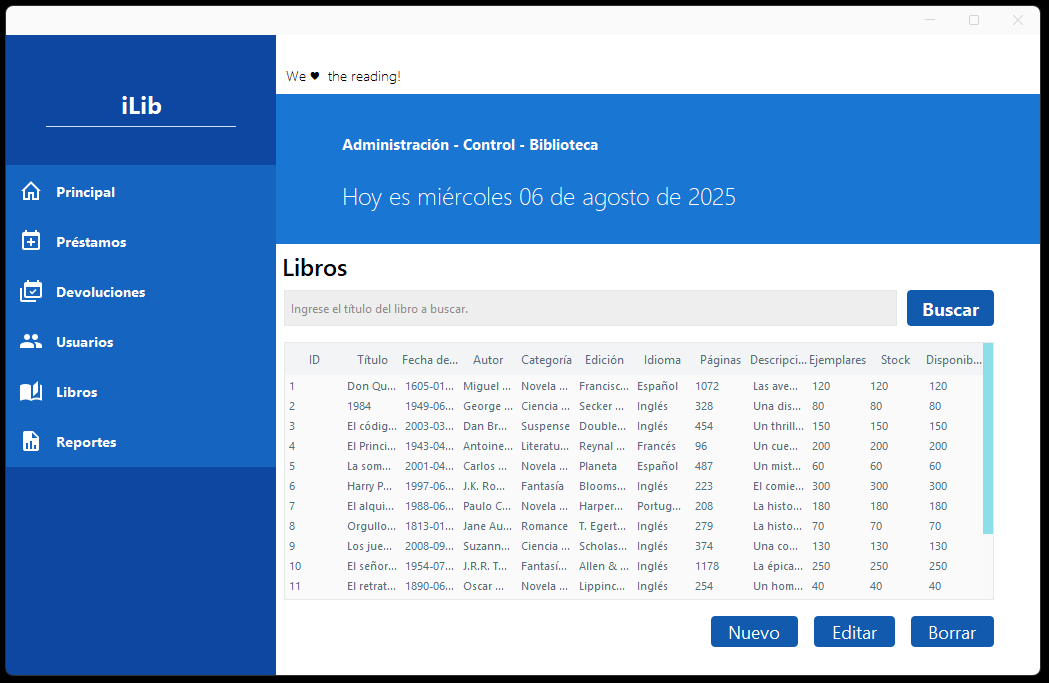 We ♥ the reading!
iLib
Administración - Control - Biblioteca
Hoy es miércoles 06 de agosto de 2025
Principal
Préstamos
Devoluciones
Usuarios
Libros
Reportes
Libros
Ingrese el título del libro a buscar. Buscar
ID Título Fecha de... Autor Categoría Edición Idioma Páginas Descripci... Ejemplares Stock Disponib...
1 Don Qu... 1605-01... Miguel ... Novela ... Francisc... Español 1072 Las ave... 120 120 120
2 1984 1949-06... George ... Ciencia ... Secker ... Inglés 328 Una dis... 80 80 80
3 El códig... 2003-03... Dan Br... Suspense Double... Inglés 454 Un thrill... 150 150 150
4 El Princi... 1943-04... Antoine... Literatu... Reynal ... Francés 96 Un cue... 200 200 200
5 La som... 2001-04... Carlos ... Novela ... Planeta Español 487 Un mist... 60 60 60
6 Harry P... 1997-06... J.K. Ro... Fantasía Blooms... Inglés 223 El comie... 300 300 300
7 El alqui... 1988-06... Paulo C... Novela ... Harper... Portug... 208 La histo... 180 180 180
8 Orgullo... 1813-01... Jane Au... Romance T. Egert... Inglés 279 La histo... 70 70 70
9 Los jue... 2008-09... Suzann... Ciencia ... Scholas... Inglés 374 Una co... 130 130 130
10 El señor... 1954-07... J.R.R. T... Fantasí... Allen & ... Inglés 1178 La épica... 250 250 250
11 El retrat... 1890-06... Oscar ... Novela ... Lippinc... Inglés 254 Un hom... 40 40 40
Nuevo Editar Borrar